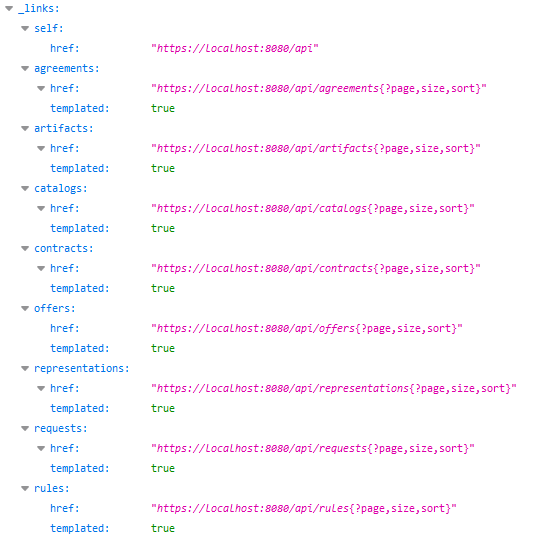 _links:
self:
href: "https://localhost:8080/api"
agreements:
href: "https://localhost:8080/api/agreements{?page,size,sort}"
templated: true
artifacts:
href: "https://localhost:8080/api/artifacts{?page,size,sort}"
templated: true
catalogs:
href: "https://localhost:8080/api/catalogs{?page,size,sort}"
templated: true
contracts:
href: "https://localhost:8080/api/contracts{?page,size,sort}"
templated: true
offers:
href: "https://localhost:8080/api/offers{?page,size,sort}"
templated: true
representations:
href: "https://localhost:8080/api/representations{?page,size,sort}"
templated: true
requests:
href: "https://localhost:8080/api/requests{?page,size,sort}"
templated: true
rules:
href: "https://localhost:8080/api/rules{?page,size,sort}"
templated: true